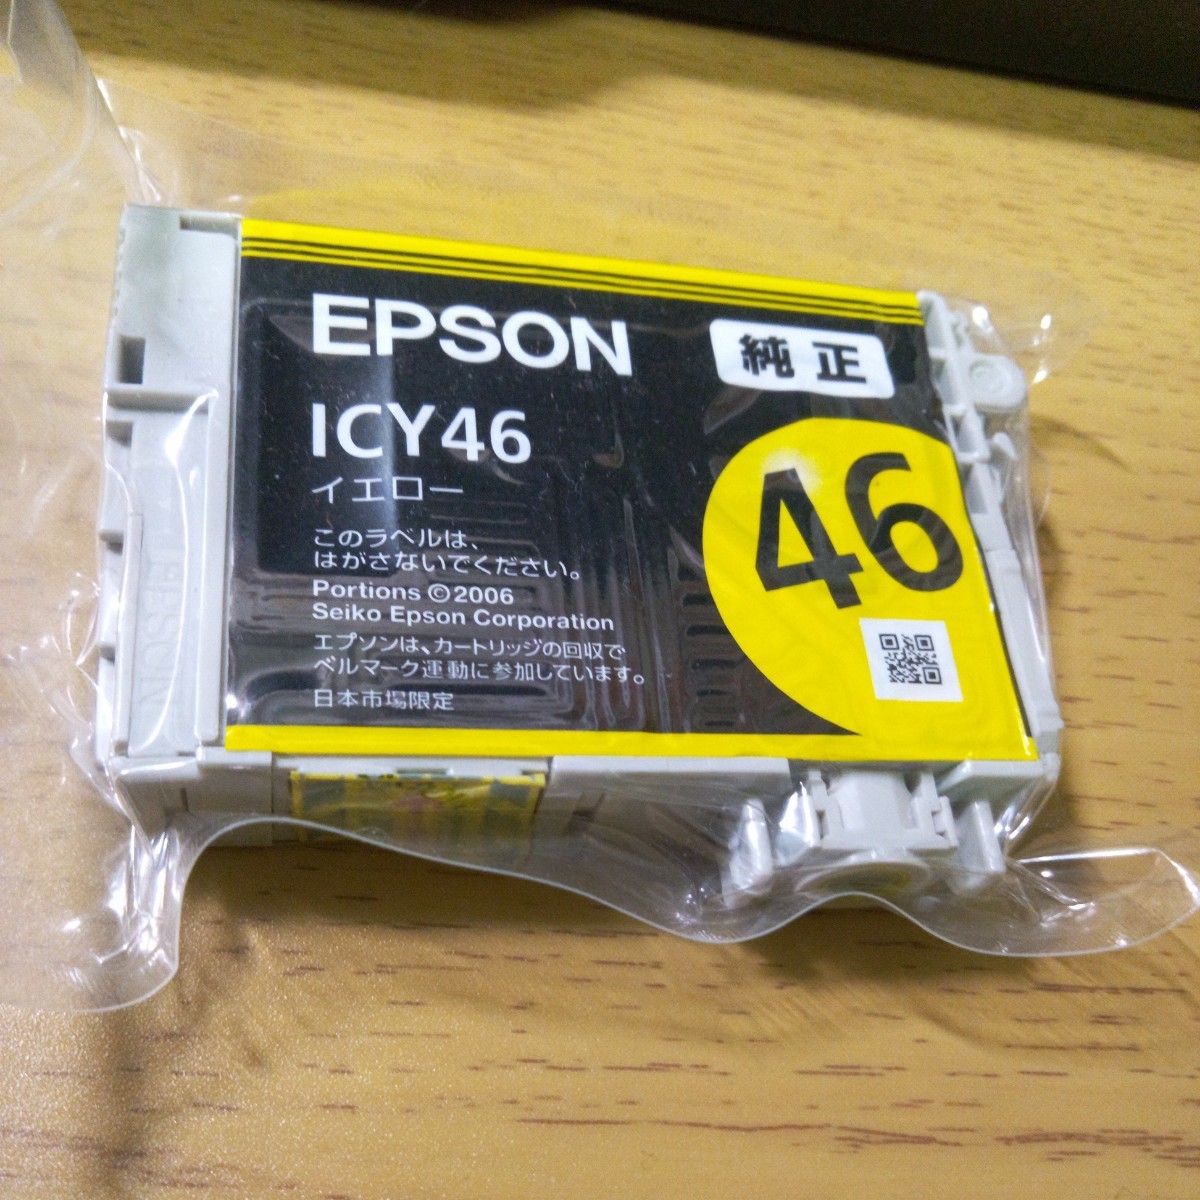 EPSON
純正
ICY46
イエロー
46
このラベルは、
はがさないでください。
Portions ©2006
Seiko Epson Corporation
エプソンは、カートリッジの回収で
ベルマーク運動に参加しています。
日本市場限定
EPSON